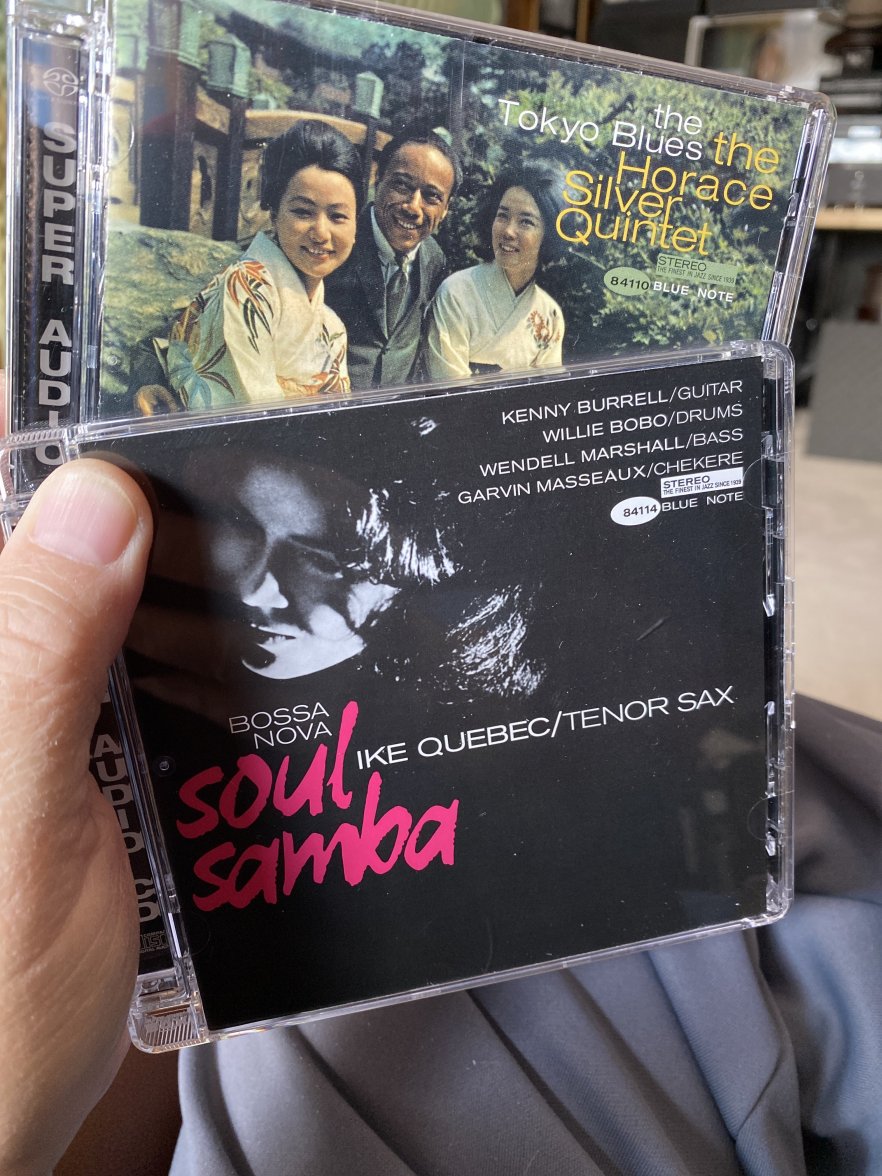 SUPER AUDIO
the
Tokyo Blues the
Horace
Silver
Quintet
STEREO
THE FINEST IN JAZZ SINCE 1939
84110 BLUE NOTE
KENNY BURRELL/GUITAR
WILLIE BOBO/DRUMS
WENDELL MARSHALL/BASS
GARVIN MASSEAUX/CHEKERE
STEREO
THE FINEST IN JAZZ SINCE 1939
84114 BLUE NOTE
BOSSA
NOVA
soul
IKE QUEBEC/TENOR SAX
samba
AUDIO CD